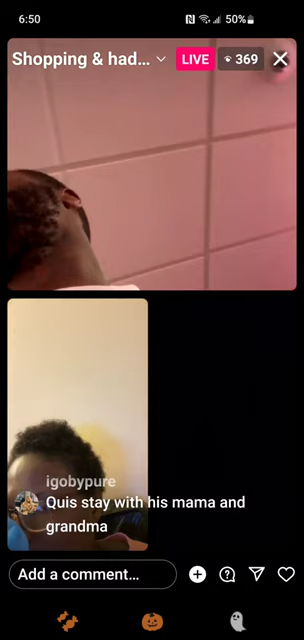 6:50
50%
Shopping & had...
LIVE
369
igobypure
Quis stay with his mama and
grandma
Add a comment...